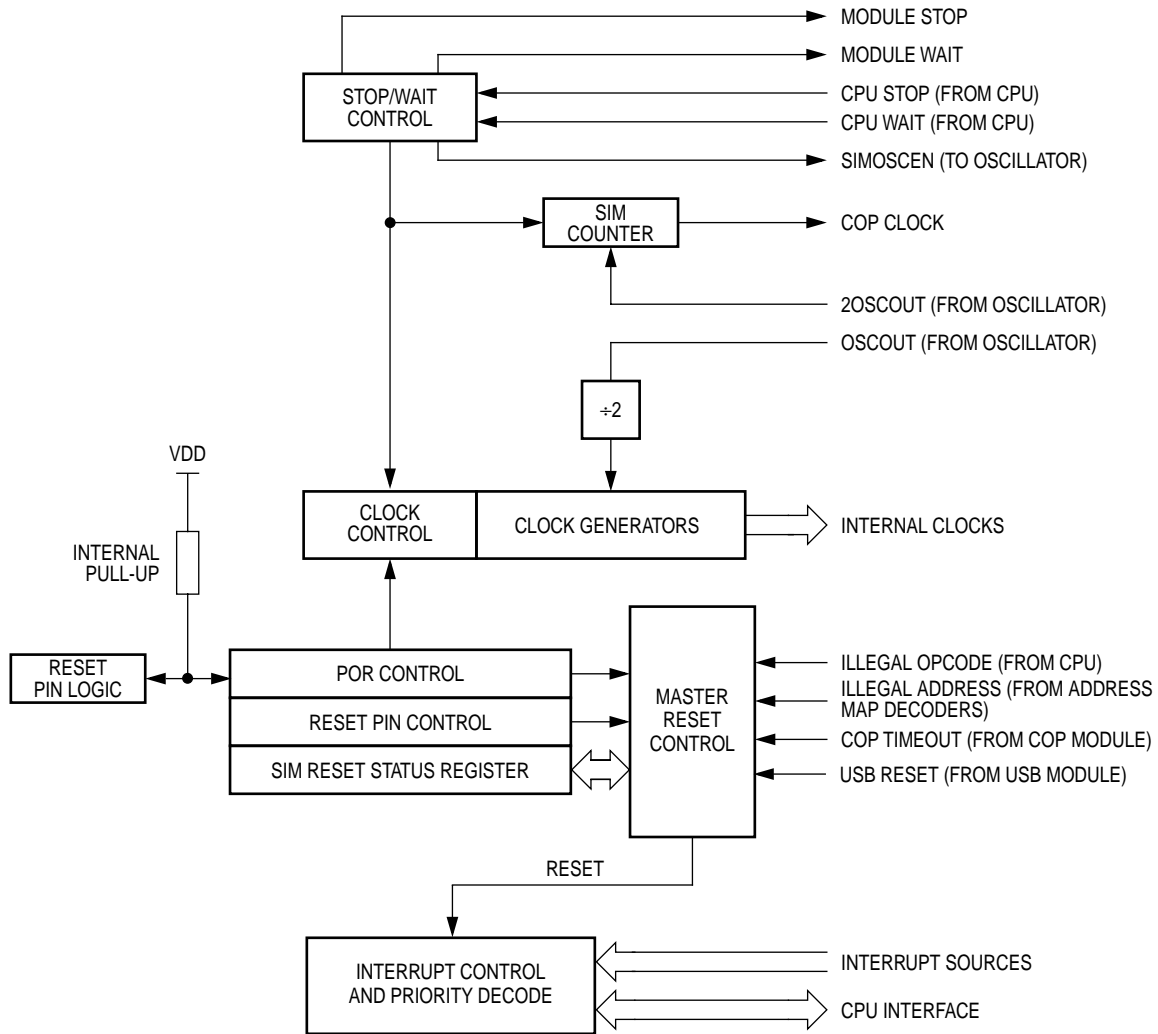 MODULE STOP
MODULE WAIT
STOP/WAIT
CONTROL
CPU STOP (FROM CPU)
CPU WAIT (FROM CPU)
SIMOSCEN (TO OSCILLATOR)
SIM
COUNTER
COP CLOCK
2OSCOUT (FROM OSCILLATOR)
OSCOUT (FROM OSCILLATOR)
÷2
VDD
CLOCK
CONTROL
CLOCK GENERATORS
INTERNAL CLOCKS
INTERNAL
PULL-UP
RESET
PIN LOGIC
POR CONTROL
RESET PIN CONTROL
SIM RESET STATUS REGISTER
MASTER
RESET
CONTROL
ILLEGAL OPCODE (FROM CPU)
ILLEGAL ADDRESS (FROM ADDRESS
MAP DECODERS)
COP TIMEOUT (FROM COP MODULE)
USB RESET (FROM USB MODULE)
RESET
INTERRUPT CONTROL
AND PRIORITY DECODE
INTERRUPT SOURCES
CPU INTERFACE